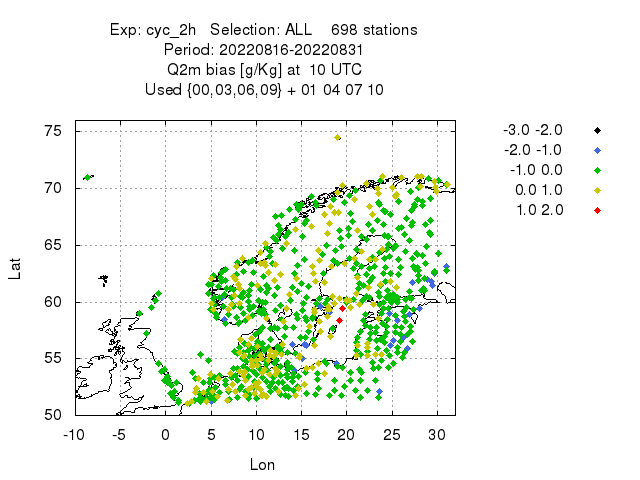 Exp: cyc_2h   Selection: ALL    698 stations
Period: 20220816-20220831
Q2m bias [g/Kg] at  10 UTC
Used {00,03,06,09} + 01 04 07 10
75
70
65
60
55
50
Lat
-10 -5 0 5 10 15 20 25 30
Lon
-3.0 -2.0
-2.0 -1.0
-1.0 0.0
0.0 1.0
1.0 2.0